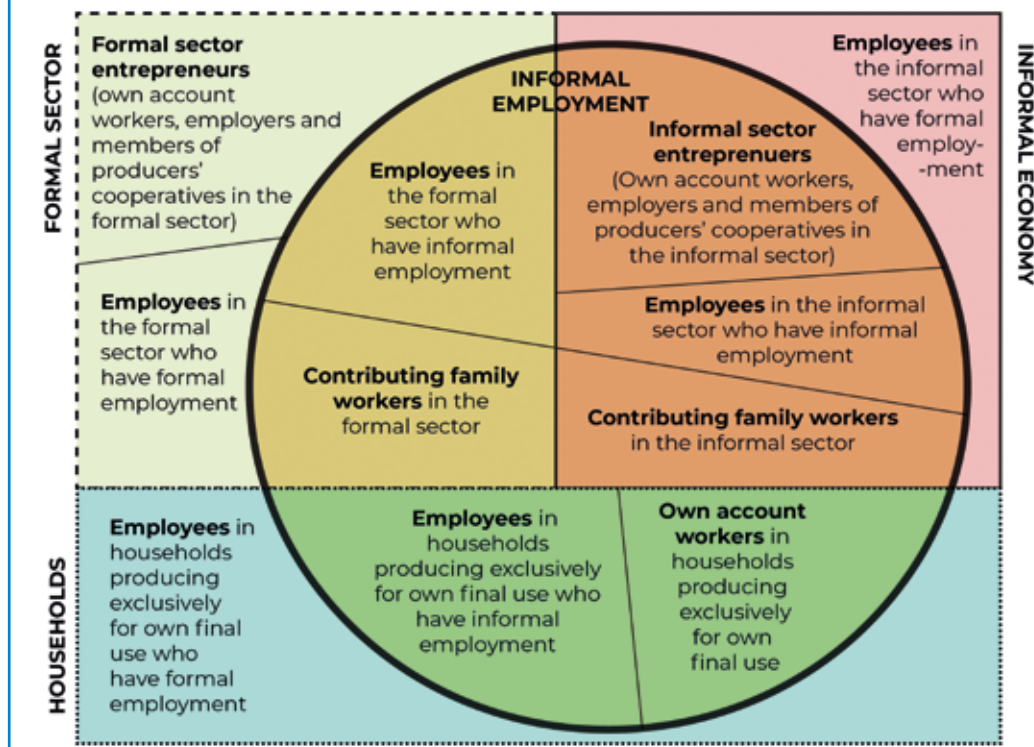 FORMAL SECTOR
Formal sector
entrepreneurs
(own account
workers, employers and
members of
producers'
cooperatives in the
formal sector)
Employees in
the formal
sector who
have formal
employment
INFORMAL
EMPLOYMENT
Employees in
the formal
sector who
have informal
employment
Contributing family
workers in the
formal sector
Informal sector
entreprenuers
(Own account workers,
employers and members of
producers' cooperatives in
the informal sector)
Employees in the informal
sector who have informal
employment
Contributing family workers
in the informal sector
Employees in
the informal
sector who
have formal
employ-
-ment
INFORMAL ECONOMY
HOUSEHOLDS
Employees in
households
producing
exclusively
for own final
use who
have formal
employment
Employees in
households
producing exclusively
for own final use who
have informal
employment
Own account
workers in
households
producing
exclusively
for own
final use